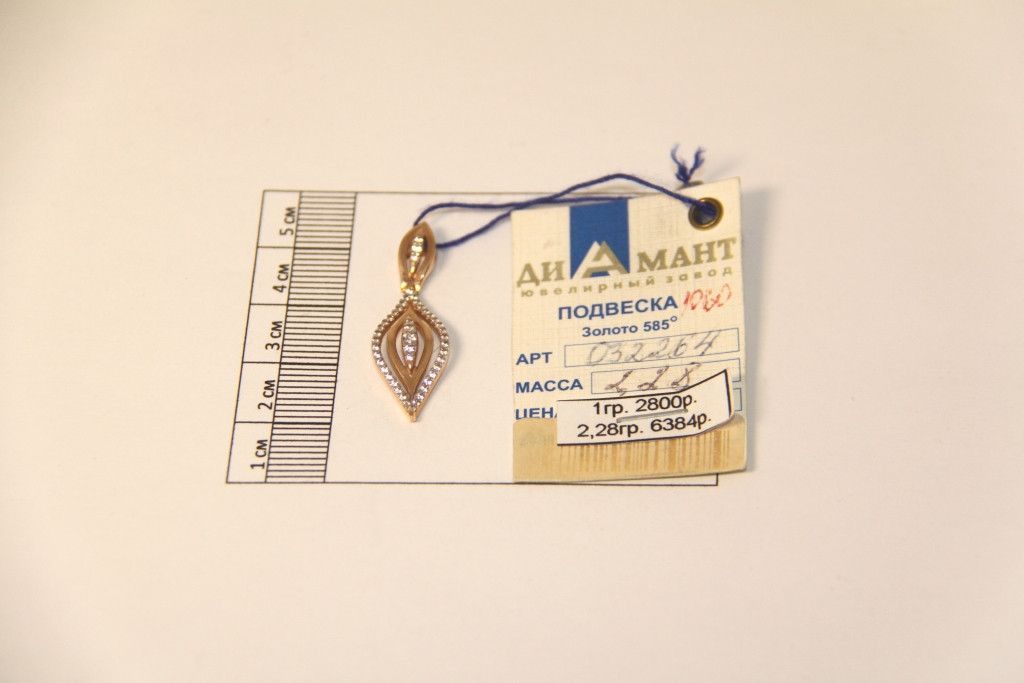 5 см
4 см
3 см
2 см
1 см
ДИАМАНТ
ювелирный завод
ПОДВЕСКА
Золото 585°
АРТ 032264
МАССА 2,28
ЦЕН
1гр. 2800р.
2,28гр. 6384р.